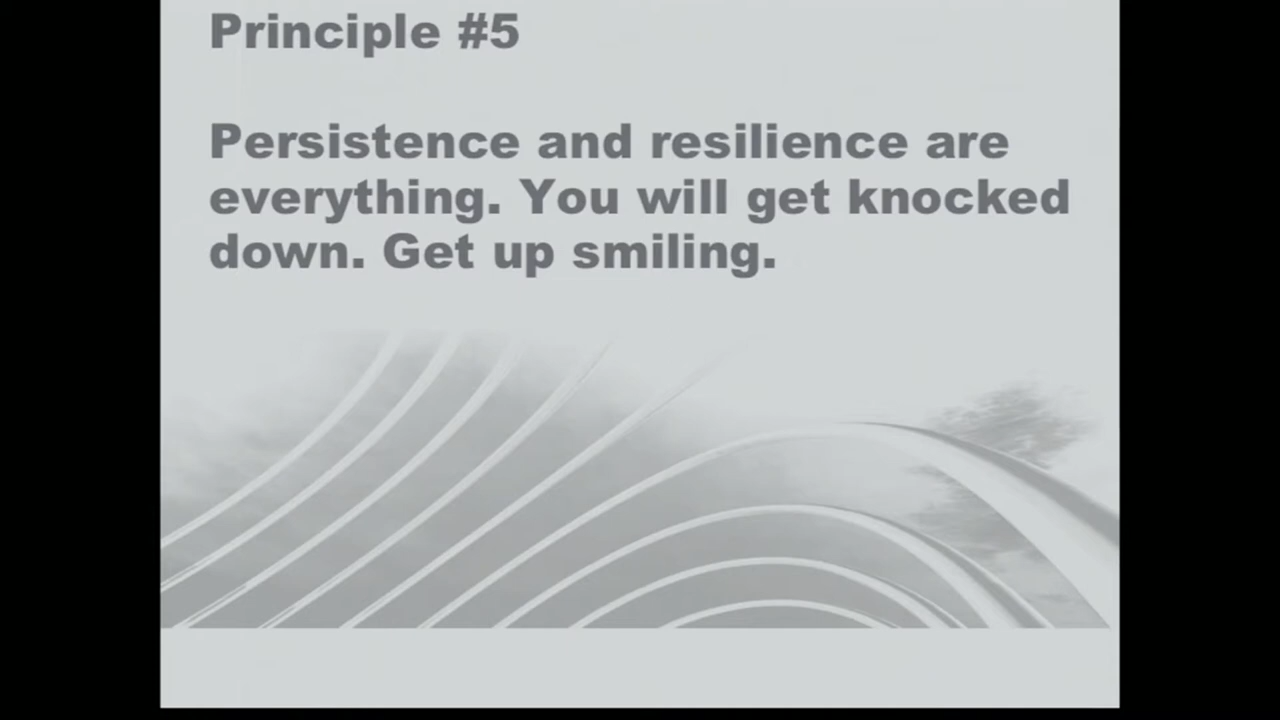 Principle #5
Persistence and resilience are
everything. You will get knocked
down. Get up smiling.